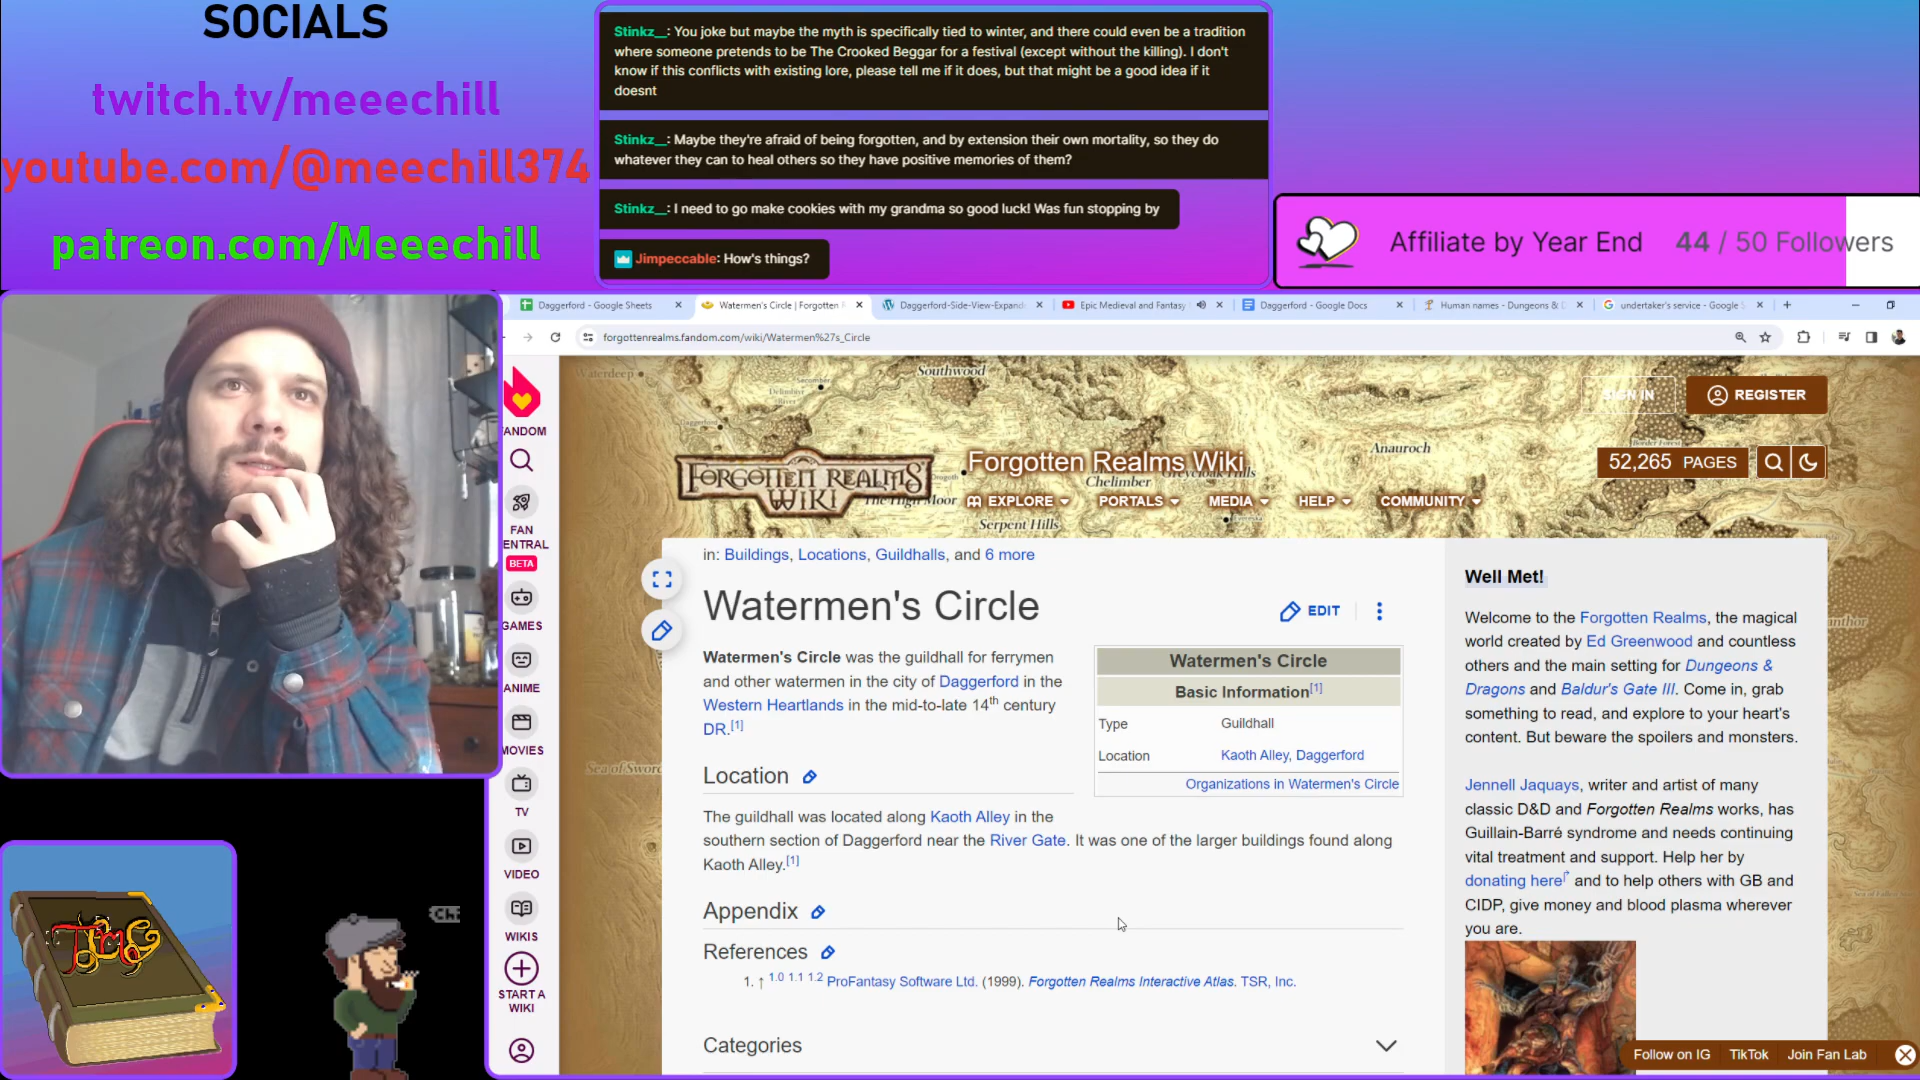 SOCIALS
twitch.tv/meeechill
youtube.com/@meechill374
patreon.com/Meeechill
Stinkz__: You joke but maybe the myth is specifically tied to winter, and there could even be a tradition
where someone pretends to be The Crooked Beggar for a festival (except without the killing). I don't
know if this conflicts with existing lore, please tell me if it does, but that might be a good idea if it
doesnt
Stinkz__: Maybe they're afraid of being forgotten, and by extension their own mortality, so they do
whatever they can to heal others so they have positive memories of them?
Stinkz__: I need to go make cookies with my grandma so good luck! Was fun stopping by
Jimpeccable: How's things?
Affiliate by Year End 44 / 50 Followers
Daggerford - Google Sheets
Watermen's Circle | Forgotten R
Daggerford-Side-View-Expand
Epic Medieval and Fantasy
Daggerford - Google Docs
Human names - Dungeons & D
undertaker's service - Google S
forgottenrealms.fandom.com/wiki/Watermen%27s_Circle
ANDOM
FAN
ENTRAL
BETA
GAMES
ANIME
MOVIES
TV
VIDEO
WIKIS
START A
WIKI
Waterdeep
Southwood
Anauroch
Chelimber
Serpent Hills
SIGN IN
REGISTER
FORGOTTEN REALMS
WIKI
The High Moor
Forgotten Realms Wiki
52,265 PAGES
EXPLORE
PORTALS
MEDIA
HELP
COMMUNITY
in: Buildings, Locations, Guildhalls, and 6 more
Watermen's Circle
EDIT
Watermen's Circle was the guildhall for ferrymen
and other watermen in the city of Daggerford in the
Western Heartlands in the mid-to-late 14th century
DR.[1]
Watermen's Circle
Basic Information[1]
Type Guildhall
Location Kaoth Alley, Daggerford
Organizations in Watermen's Circle
Location
The guildhall was located along Kaoth Alley in the
southern section of Daggerford near the River Gate. It was one of the larger buildings found along
Kaoth Alley.[1]
Appendix
References
1. ↑ 1.0 1.1 1.2 ProFantasy Software Ltd. (1999). Forgotten Realms Interactive Atlas. TSR, Inc.
Categories
Well Met!
Welcome to the Forgotten Realms, the magical
world created by Ed Greenwood and countless
others and the main setting for Dungeons &
Dragons and Baldur's Gate III. Come in, grab
something to read, and explore to your heart's
content. But beware the spoilers and monsters.
Jennell Jaquays, writer and artist of many
classic D&D and Forgotten Realms works, has
Guillain-Barré syndrome and needs continuing
vital treatment and support. Help her by
donating here and to help others with GB and
CIDP, give money and blood plasma wherever
you are.
Follow on IG TikTok Join Fan Lab